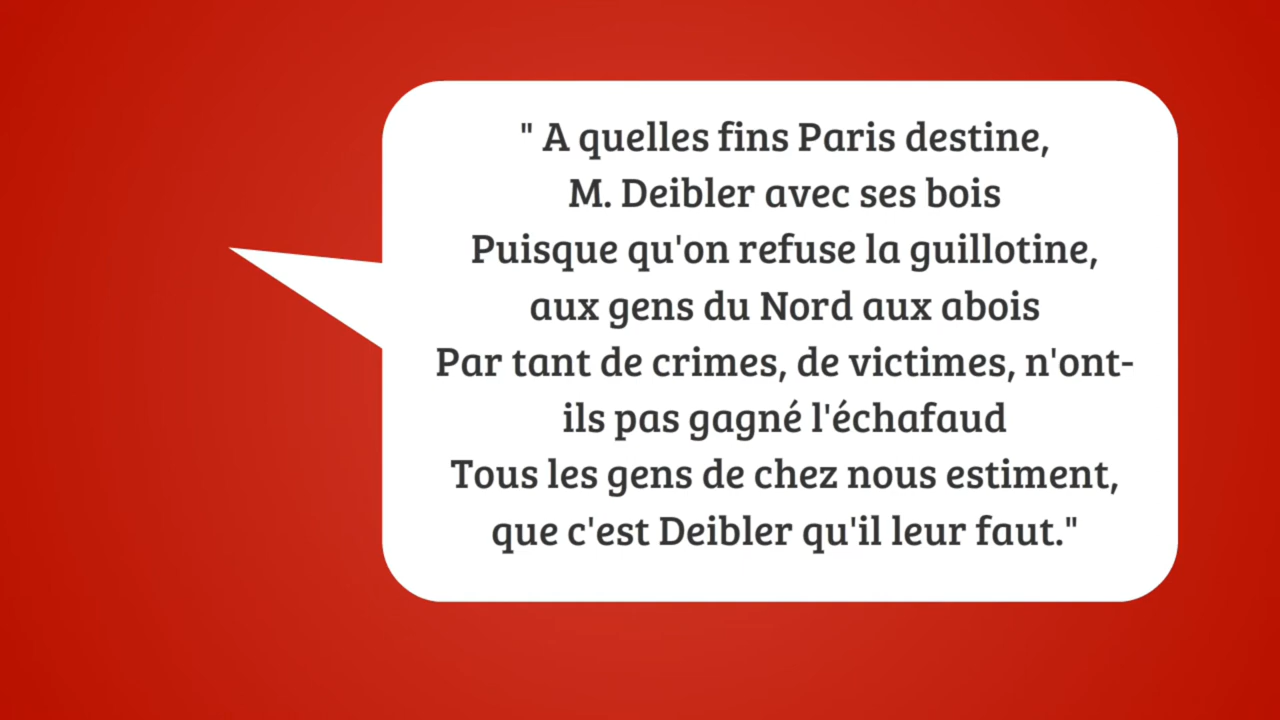 " A quelles fins Paris destine,
M. Deibler avec ses bois
Puisque qu'on refuse la guillotine,
aux gens du Nord aux abois
Par tant de crimes, de victimes, n'ont-
ils pas gagné l'échafaud
Tous les gens de chez nous estiment,
que c'est Deibler qu'il leur faut."